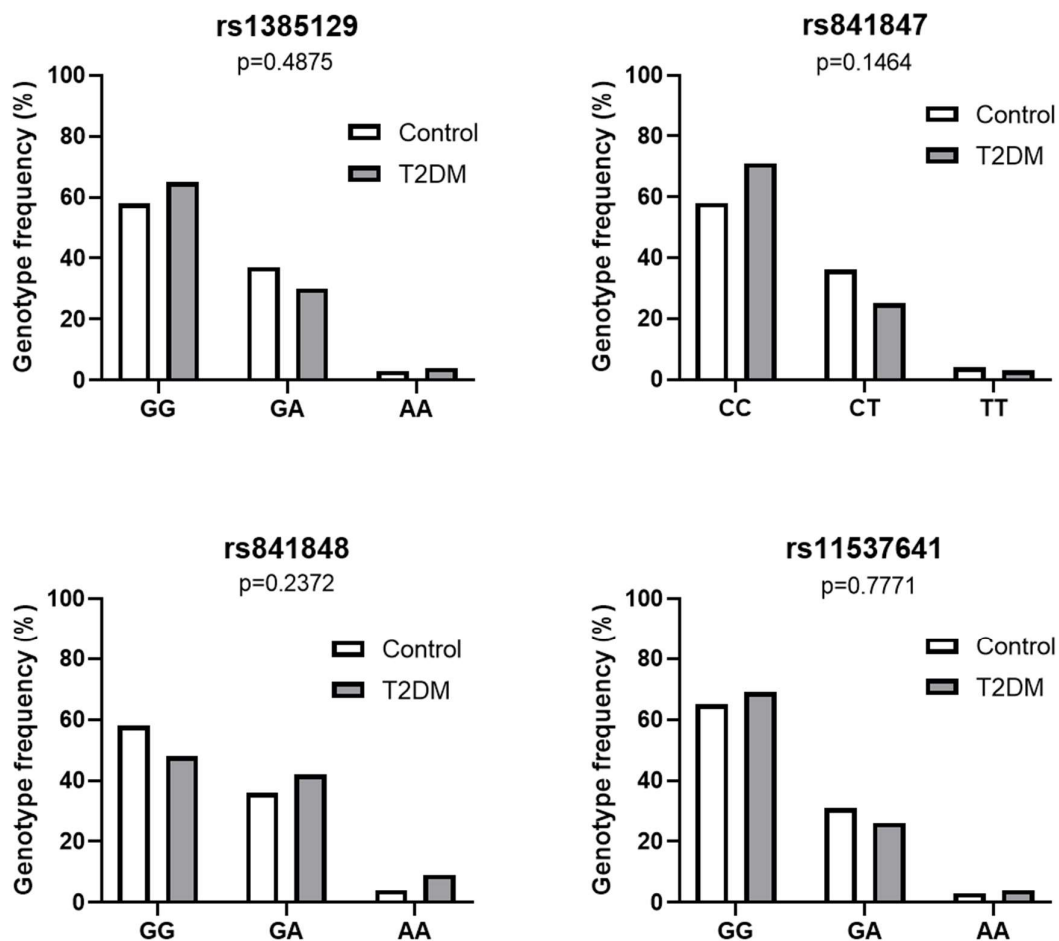 rs1385129
p=0.4875
Genotype frequency (%)
100
80
60
40
20
0
Control
T2DM
GG GA AA
rs841847
p=0.1464
Genotype frequency (%)
100
80
60
40
20
0
Control
T2DM
CC CT TT
rs841848
p=0.2372
Genotype frequency (%)
100
80
60
40
20
0
Control
T2DM
GG GA AA
rs11537641
p=0.7771
Genotype frequency (%)
100
80
60
40
20
0
Control
T2DM
GG GA AA